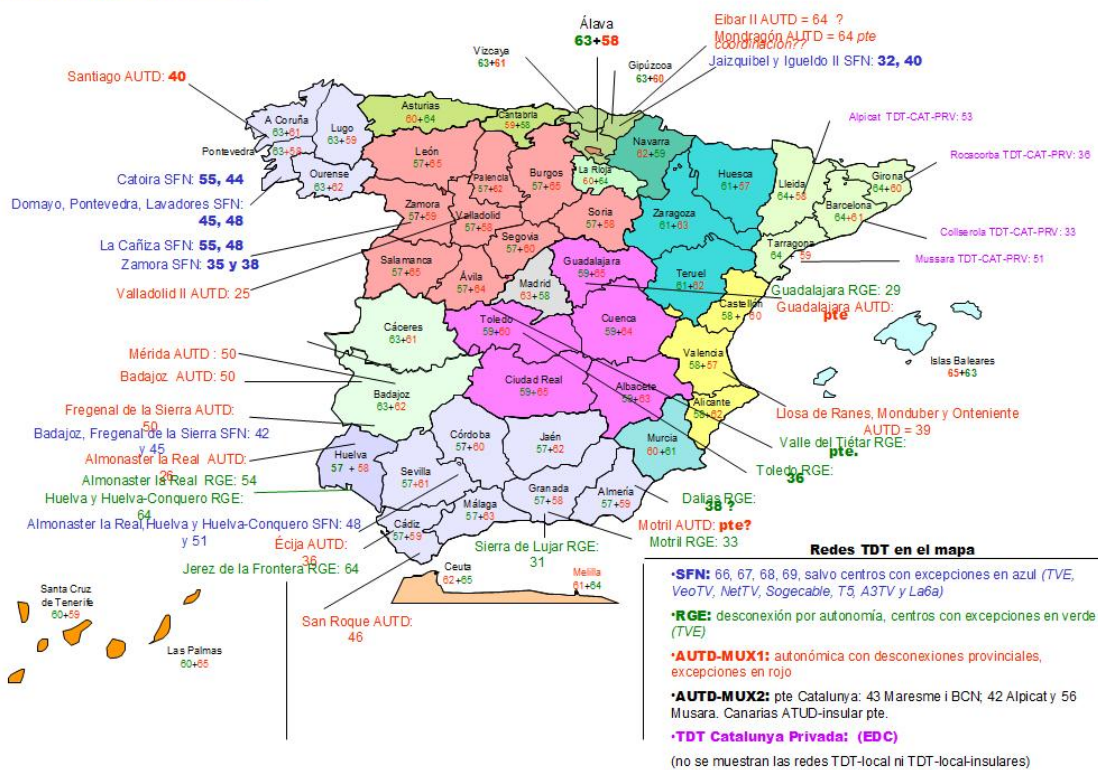 Eibar II AUTD = 64 ?
Mondragón AUTD = 64 pte
coordinación??
Jaizquibel y Igueldo II SFN: 32, 40
Álava
63+58
Vizcaya
63+61
Gipúzcoa
63+60
Santiago AUTD: 40
A Coruña
63+61
Lugo
63+59
Pontevedra
63+58
Ourense
63+62
Asturias
60+64
Cantabria
59+58
Navarra
62+59
La Rioja
60+64
León
57+65
Palencia
57+62
Burgos
57+65
Zamora
57+59
Valladolid
57+58
Soria
57+58
Segovia
57+60
Salamanca
57+65
Ávila
57+64
Madrid
63+58
Huesca
61+57
Zaragoza
61+63
Teruel
61+62
Lleida
64+58
Girona
64+60
Barcelona
64+61
Tarragona
64 + 59
Alpicat TDT-CAT-PRV: 53
Rocacorba TDT-CAT-PRV: 36
Collserola TDT-CAT-PRV: 33
Mussara TDT-CAT-PRV: 51
Catoira SFN: 55, 44
Domayo, Pontevedra, Lavadores SFN:
45, 48
La Cañiza SFN: 55, 48
Zamora SFN: 35 y 38
Valladolid II AUTD: 25
Guadalajara
59+65
Guadalajara RGE: 29
Guadalajara AUTD:
pte
Castellón
58 + 60
Toledo
59+60
Cuenca
59+64
Ciudad Real
59+65
Albacete
59+63
Valencia
58+57
Alicante
58+62
Islas Baleares
65+63
Cáceres
63+61
Badajoz
63+62
Mérida AUTD : 50
Badajoz AUTD: 50
Fregenal de la Sierra AUTD:
50
Badajoz, Fregenal de la Sierra SFN: 42
y 45
Almonaster la Real AUTD:
26
Almonaster la Real RGE: 54
Huelva y Huelva-Conquero RGE:
64
Almonaster la Real,Huelva y Huelva-Conquero SFN: 48
y 51
Écija AUTD:
36
Jerez de la Frontera RGE: 64
San Roque AUTD:
46
Huelva
57 + 58
Sevilla
57+61
Córdoba
57+60
Jaén
57+62
Granada
57+58
Almería
57+59
Málaga
57+63
Cádiz
57+59
Murcia
60+61
Llosa de Ranes, Monduber y Onteniente
AUTD = 39
Valle del Tiétar RGE:
pte.
Toledo RGE:
36
Dalias RGE:
38 ?
Motril AUTD: pte?
Motril RGE: 33
Sierra de Lujar RGE:
31
Ceuta
62+65
Melilla
61+64
Santa Cruz
de Tenerife
60+59
Las Palmas
60+65
Redes TDT en el mapa
•SFN: 66, 67, 68, 69, salvo centros con excepciones en azul (TVE,
VeoTV, NetTV, Sogecable, T5, A3TV y La6a)
•RGE: desconexión por autonomía, centros con excepciones en verde
(TVE)
•AUTD-MUX1: autonómica con desconexiones provinciales,
excepciones en rojo
•AUTD-MUX2: pte Catalunya: 43 Maresme i BCN; 42 Alpicat y 56
Musara. Canarias ATUD-insular pte.
•TDT Catalunya Privada: (EDC)
(no se muestran las redes TDT-local ni TDT-local-insulares)